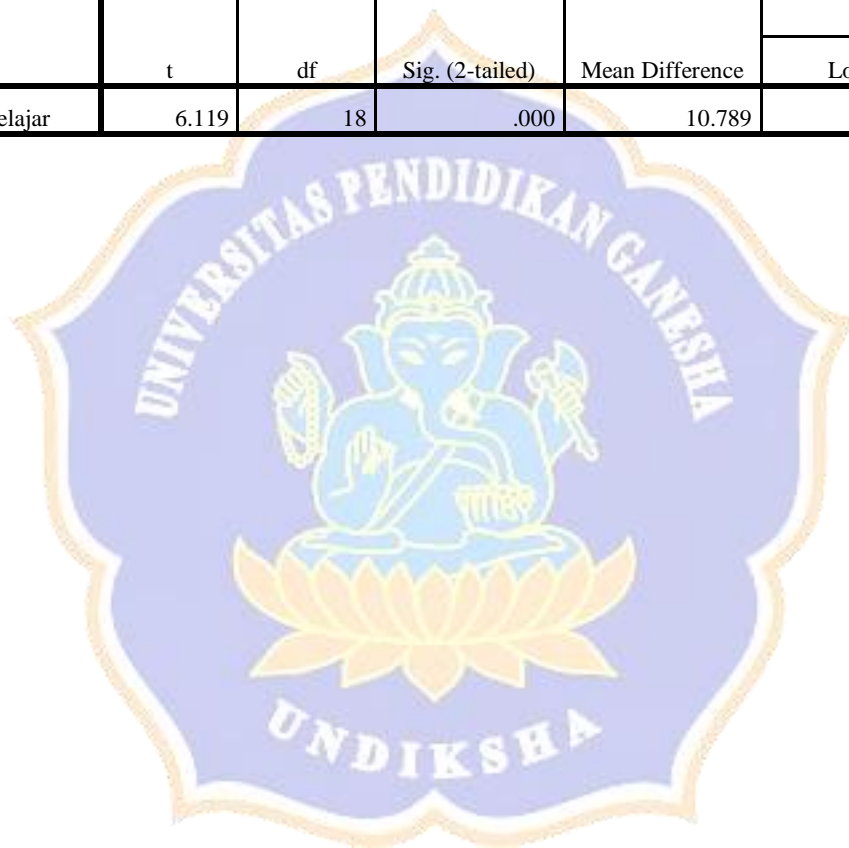 t df Sig. (2-tailed) Mean Difference
6.119 18 .000 10.789
UNIVERSITAS PENDIDIKAN GANESHA
UNDIKSHA